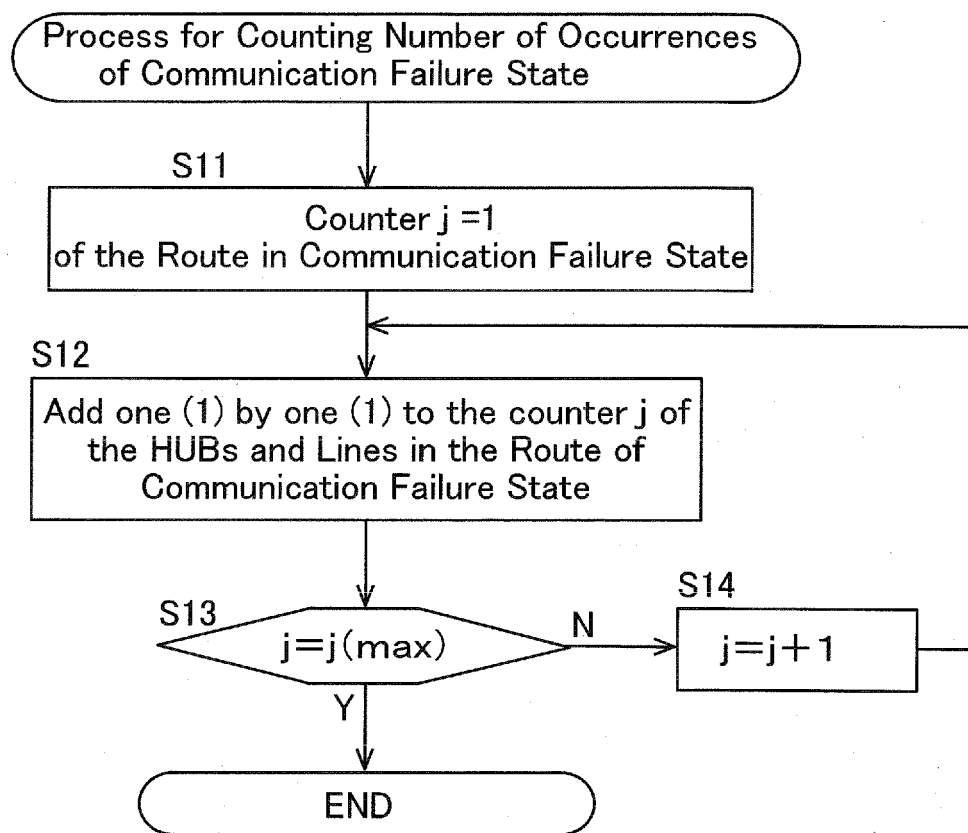 Process for Counting Number of Occurrences
of Communication Failure State
S11
Counter j =1
of the Route in Communication Failure State
S12
Add one (1) by one (1) to the counter j of
the HUBs and Lines in the Route of
Communication Failure State
S13
j=j(max)
N
S14
j=j+1
Y
END